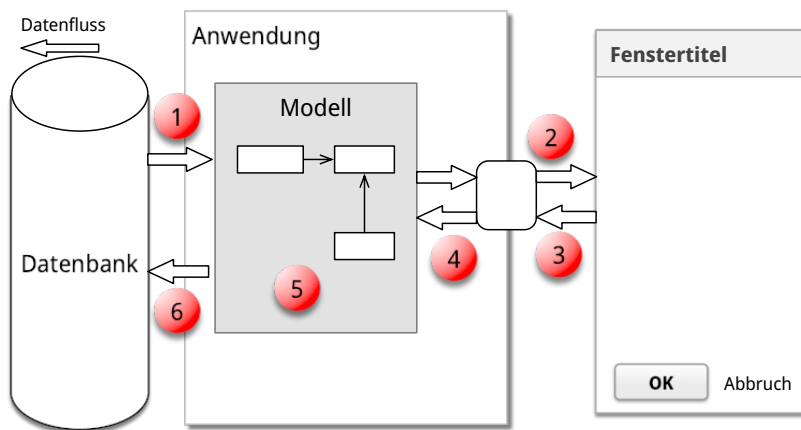 Datenfluss
Anwendung
Fenstertitel
Modell
1
2
Datenbank
3
4
5
6
OK
Abbruch